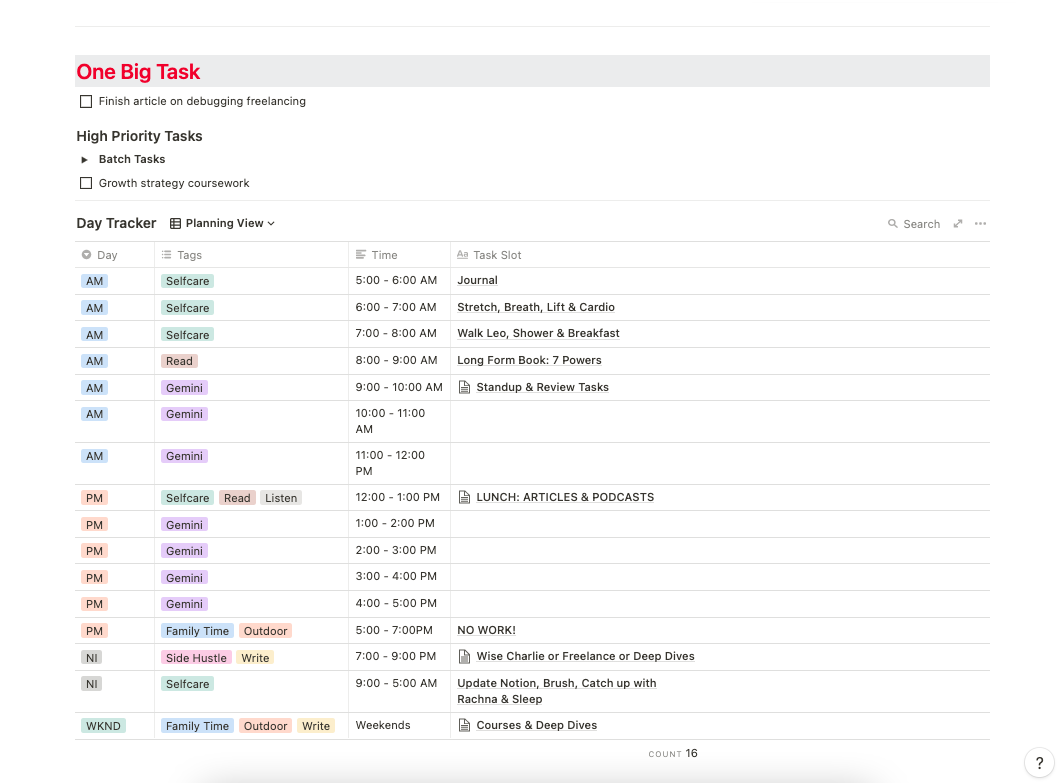 One Big Task
Finish article on debugging freelancing
High Priority Tasks
Batch Tasks
Growth strategy coursework
Day Tracker Planning View Search
Day Tags Time Aa Task Slot
AM Selfcare 5:00 - 6:00 AM Journal
AM Selfcare 6:00 - 7:00 AM Stretch, Breath, Lift & Cardio
AM Selfcare 7:00 - 8:00 AM Walk Leo, Shower & Breakfast
AM Read 8:00 - 9:00 AM Long Form Book: 7 Powers
AM Gemini 9:00 - 10:00 AM Standup & Review Tasks
AM Gemini 10:00 - 11:00
AM
AM Gemini 11:00 - 12:00
PM
PM Selfcare Read Listen 12:00 - 1:00 PM LUNCH: ARTICLES & PODCASTS
PM Gemini 1:00 - 2:00 PM
PM Gemini 2:00 - 3:00 PM
PM Gemini 3:00 - 4:00 PM
PM Gemini 4:00 - 5:00 PM
PM Family Time Outdoor 5:00 - 7:00PM NO WORK!
NI Side Hustle Write 7:00 - 9:00 PM Wise Charlie or Freelance or Deep Dives
NI Selfcare 9:00 - 5:00 AM Update Notion, Brush, Catch up with
Rachna & Sleep
WKND Family Time Outdoor Write Weekends Courses & Deep Dives
COUNT 16
?